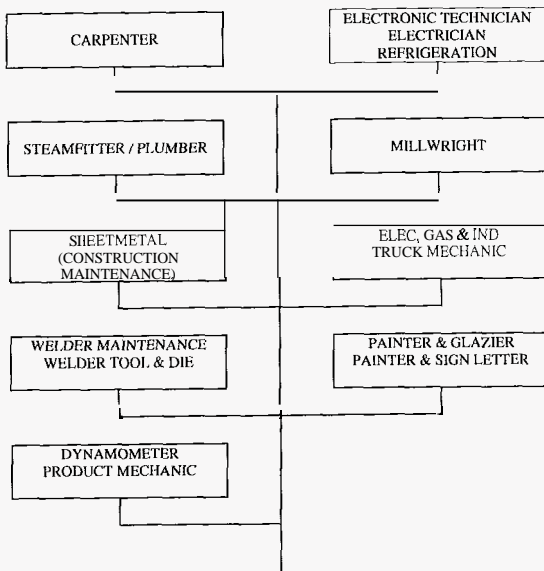 CARPENTER
ELECTRONIC TECHNICIAN
ELECTRICIAN
REFRIGERATION
STEAMFITTER / PLUMBER
MILLWRIGHT
SHEETMETAL
(CONSTRUCTION
MAINTENANCE)
ELEC, GAS & IND
TRUCK MECHANIC
WELDER MAINTENANCE
WELDER TOOL & DIE
PAINTER & GLAZIER
PAINTER & SIGN LETTER
DYNAMOMETER
PRODUCT MECHANIC